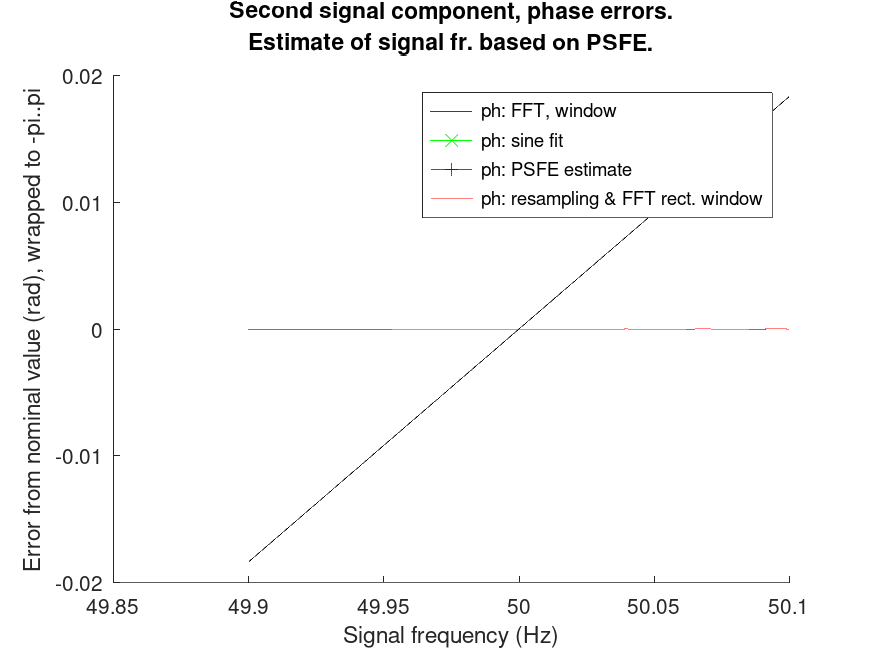 Second signal component, phase errors.
Estimate of signal fr. based on PSFE.
0.02
0.01
0
-0.01
-0.02
Error from nominal value (rad), wrapped to -pi..pi
ph: FFT, window
ph: sine fit
ph: PSFE estimate
ph: resampling & FFT rect. window
49.85
49.9
49.95
50
50.05
50.1
Signal frequency (Hz)